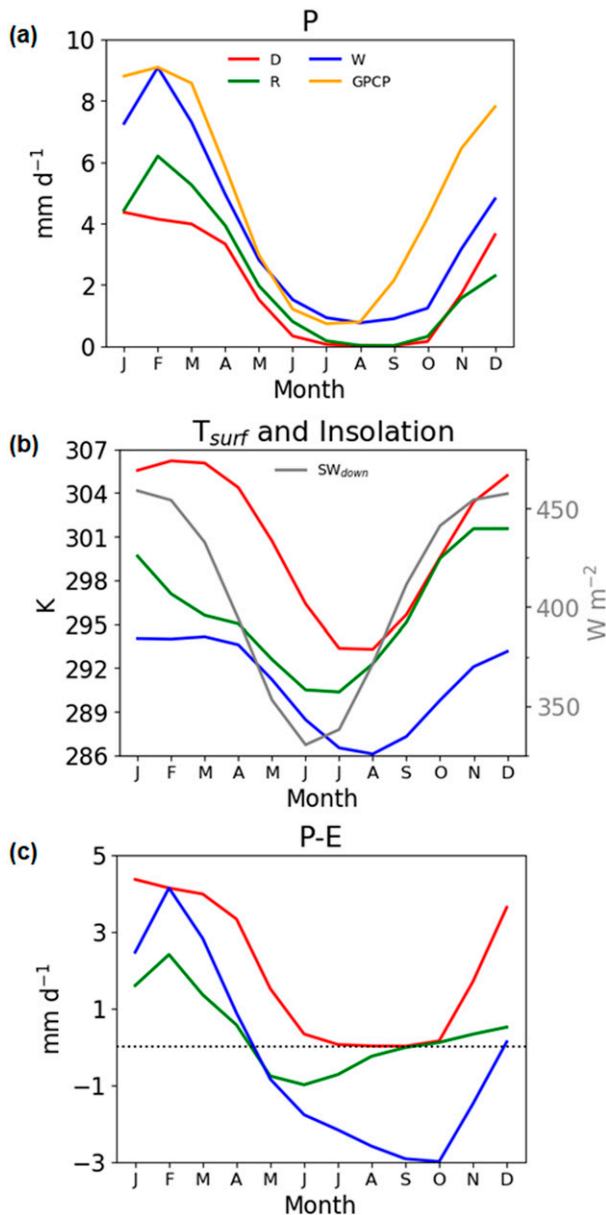 (a)
P
10
8
6
4
2
0
mm d⁻¹
D W
R GPCP
J F M A M J J A S O N D
Month
(b)
T_surf and Insolation
307
304
301
298
295
292
289
286
K
SW_down
450
400
350
W m⁻²
J F M A M J J A S O N D
Month
(c)
P-E
5
3
1
-1
-3
mm d⁻¹
J F M A M J J A S O N D
Month